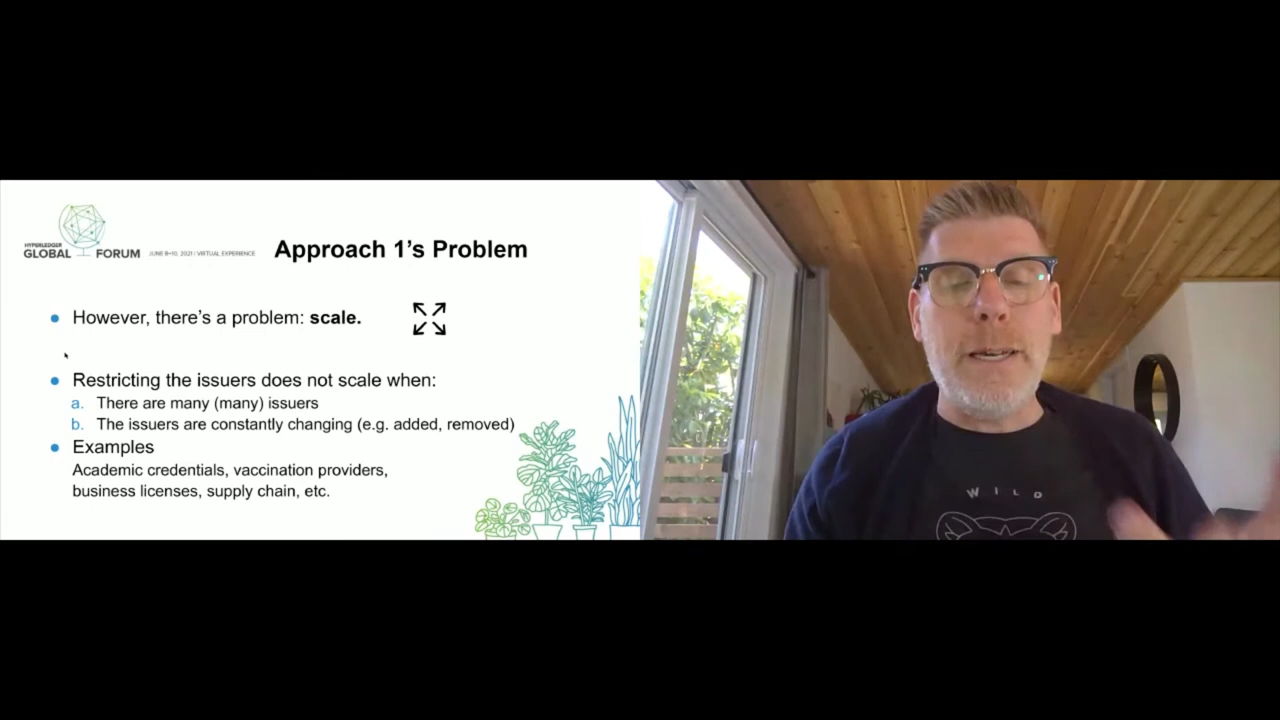 HYPERLEDGER
GLOBAL FORUM
JUNE 8-10, 2021 | VIRTUAL EXPERIENCE
Approach 1's Problem
However, there's a problem: scale.
Restricting the issuers does not scale when:
a. There are many (many) issuers
b. The issuers are constantly changing (e.g. added, removed)
Examples
Academic credentials, vaccination providers,
business licenses, supply chain, etc.
WILD